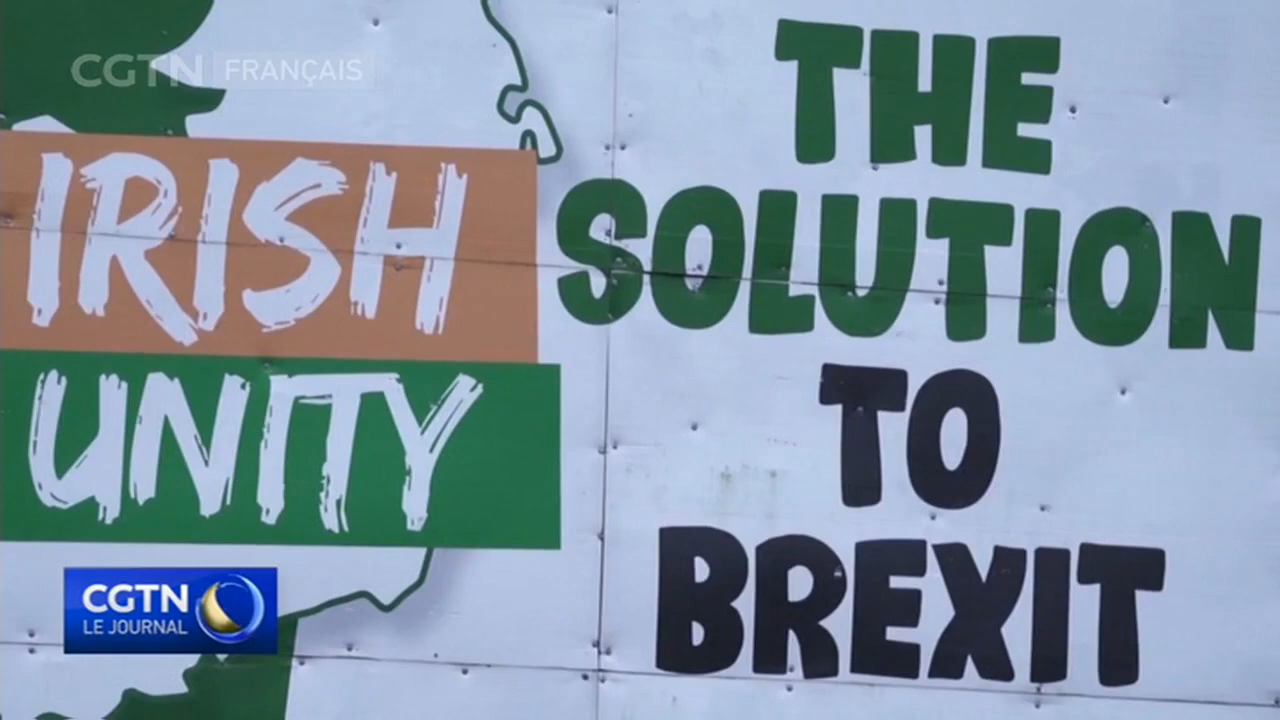 CGTN FRANÇAIS
IRISH
UNITY
THE
SOLUTION
TO
BREXIT
CGTN
LE JOURNAL